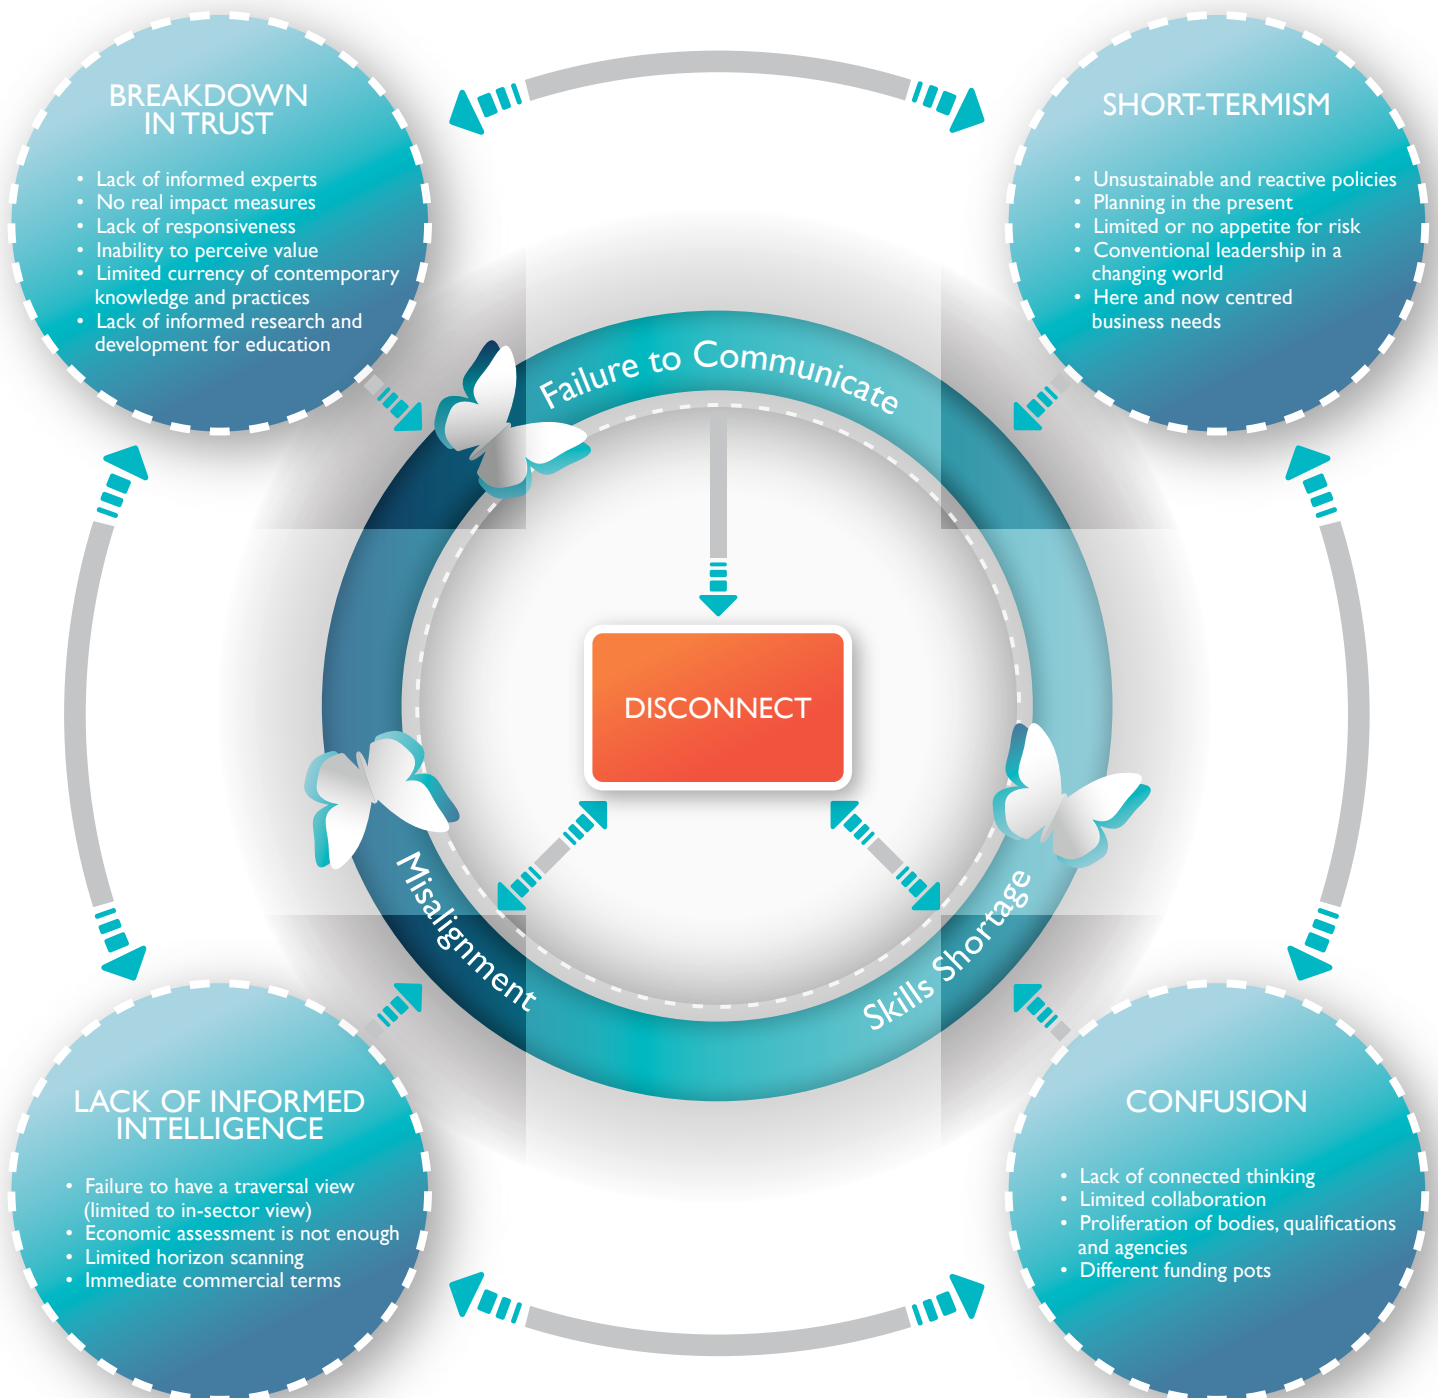 BREAKDOWN
IN TRUST
• Lack of informed experts
• No real impact measures
• Lack of responsiveness
• Inability to perceive value
• Limited currency of contemporary
knowledge and practices
• Lack of informed research and
development for education
SHORT-TERMISM
• Unsustainable and reactive policies
• Planning in the present
• Limited or no appetite for risk
• Conventional leadership in a
changing world
• Here and now centred
business needs
Failure to Communicate
DISCONNECT
Misalignment
Skills Shortage
LACK OF INFORMED
INTELLIGENCE
• Failure to have a traversal view
(limited to in-sector view)
• Economic assessment is not enough
• Limited horizon scanning
• Immediate commercial terms
CONFUSION
• Lack of connected thinking
• Limited collaboration
• Proliferation of bodies, qualifications
and agencies
• Different funding pots